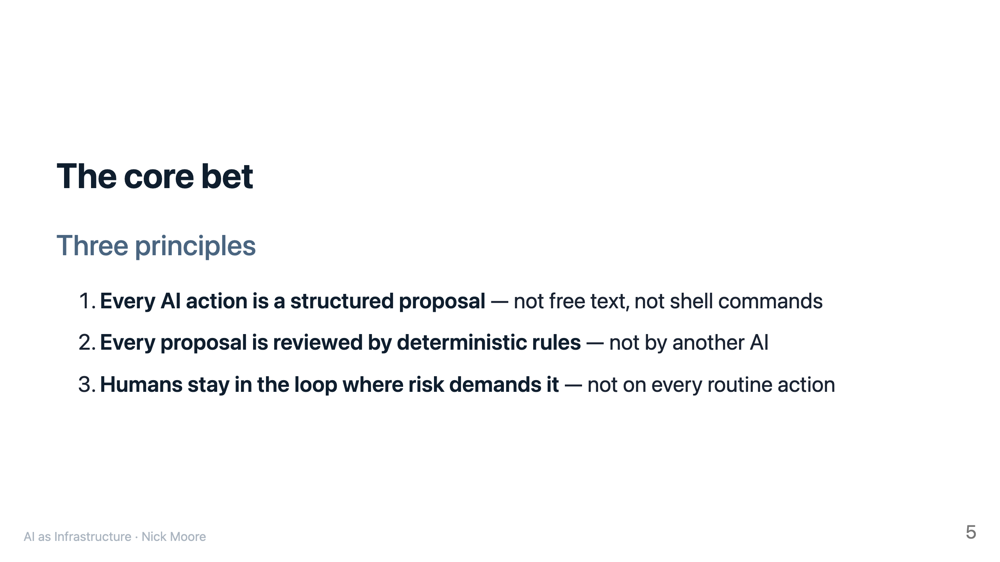 The core bet
Three principles
1. Every AI action is a structured proposal — not free text, not shell commands
2. Every proposal is reviewed by deterministic rules — not by another AI
3. Humans stay in the loop where risk demands it — not on every routine action
AI as Infrastructure · Nick Moore
5